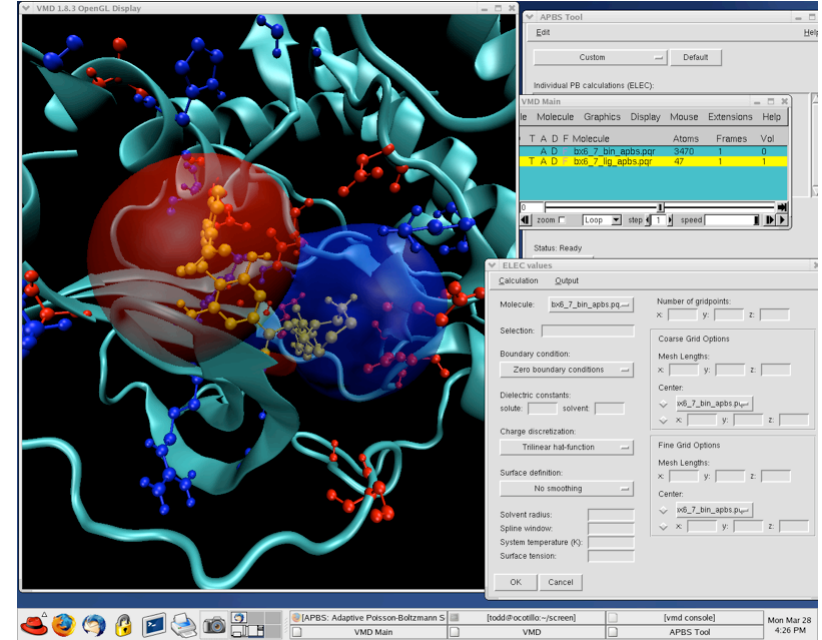 VMD 1.8.3 OpenGL Display
APBS Tool
Edit
Help
Custom
Default
Individual PB calculations (ELEC):
VMD Main
le Molecule Graphics Display Mouse Extensions Help
T A D F Molecule Atoms Frames Vol
A D F bx6_7_bin_apbs.pqr 3470 1 0
T A D F bx6_7_lig_apbs.pqr 47 1 1
0
zoom Loop step 1 speed
Status: Ready
ELEC values
Calculation Output
Molecule: bx6_7_bin_apbs.pq
Selection:
Boundary condition:
Zero boundary conditions
Dielectric constants:
solute: solvent:
Charge discretization:
Trilinear hat-function
Surface definition:
No smoothing
Solvent radius:
Spline window:
System temperature (K):
Surface tension:
OK Cancel
Number of gridpoints:
x: y: z:
Coarse Grid Options
Mesh Lengths:
x: y: z:
Center:
ox6_7_bin_apbs.pq
x: y: z:
Fine Grid Options
Mesh Lengths:
x: y: z:
Center:
ox6_7_bin_apbs.pq
x: y: z:
[APBS: Adaptive Poisson-Boltzmann S
[todd@ocotillo:~/screen]
[vmd console]
Mon Mar 28
VMD Main
VMD
APBS Tool
4:26 PM